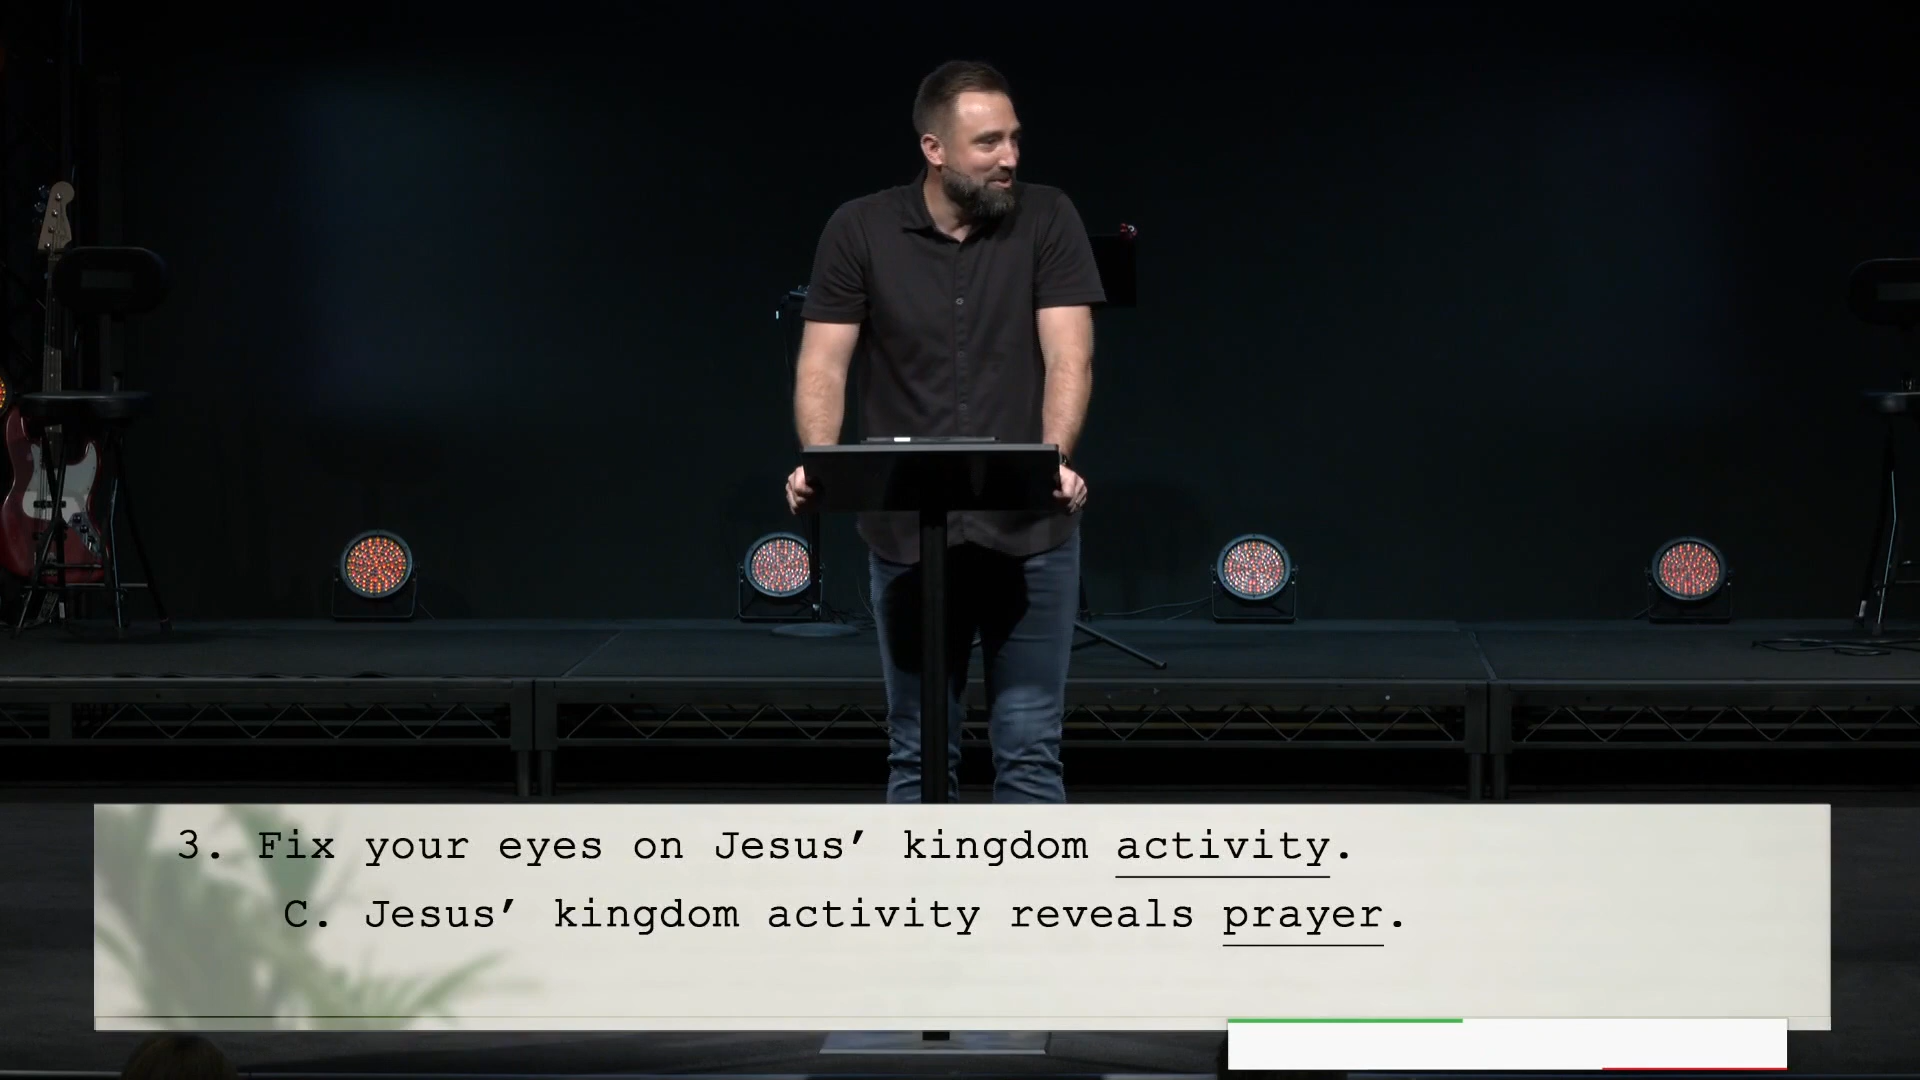 3. Fix your eyes on Jesus’ kingdom activity.
C. Jesus’ kingdom activity reveals prayer.